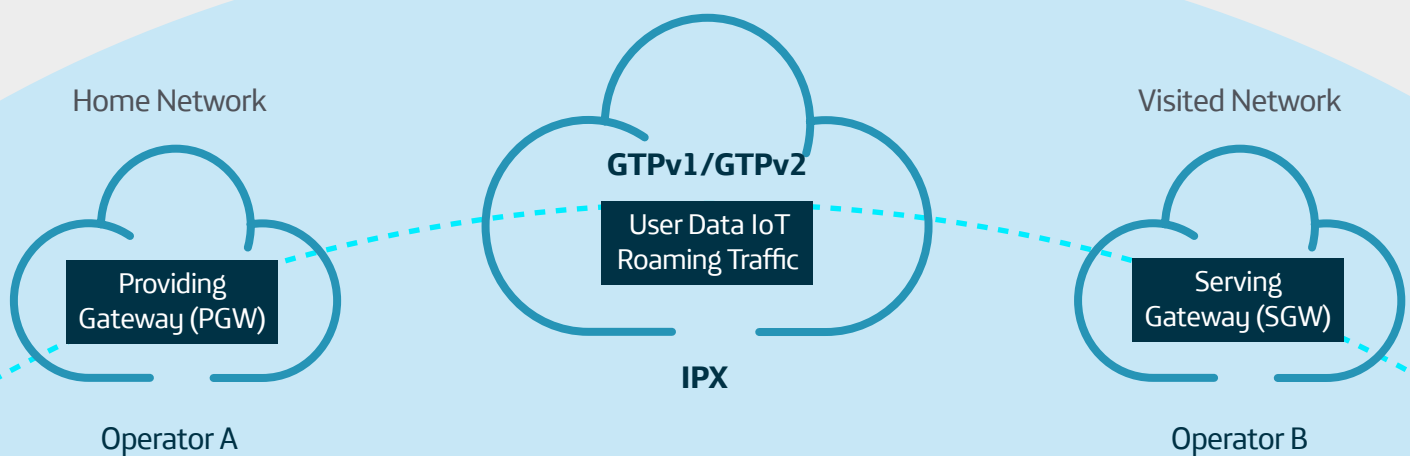 Home Network
Visited Network
GTPv1/GTPv2
User Data IoT
Roaming Traffic
Providing
Gateway (PGW)
Serving
Gateway (SGW)
IPX
Operator A
Operator B